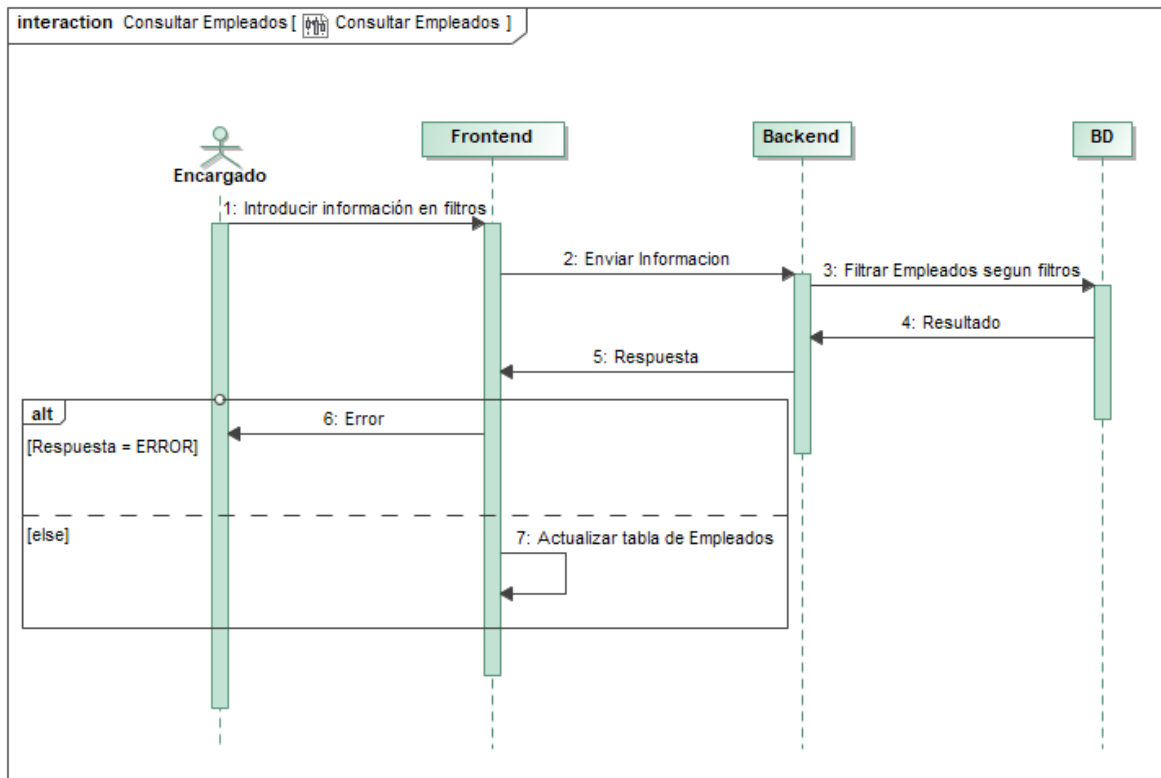 interaction Consultar Empleados [ Consultar Empleados ]
Encargado
Frontend
Backend
BD
1: Introducir información en filtros
2: Enviar Informacion
3: Filtrar Empleados segun filtros
4: Resultado
5: Respuesta
alt
6: Error
[Respuesta = ERROR]
[else]
7: Actualizar tabla de Empleados